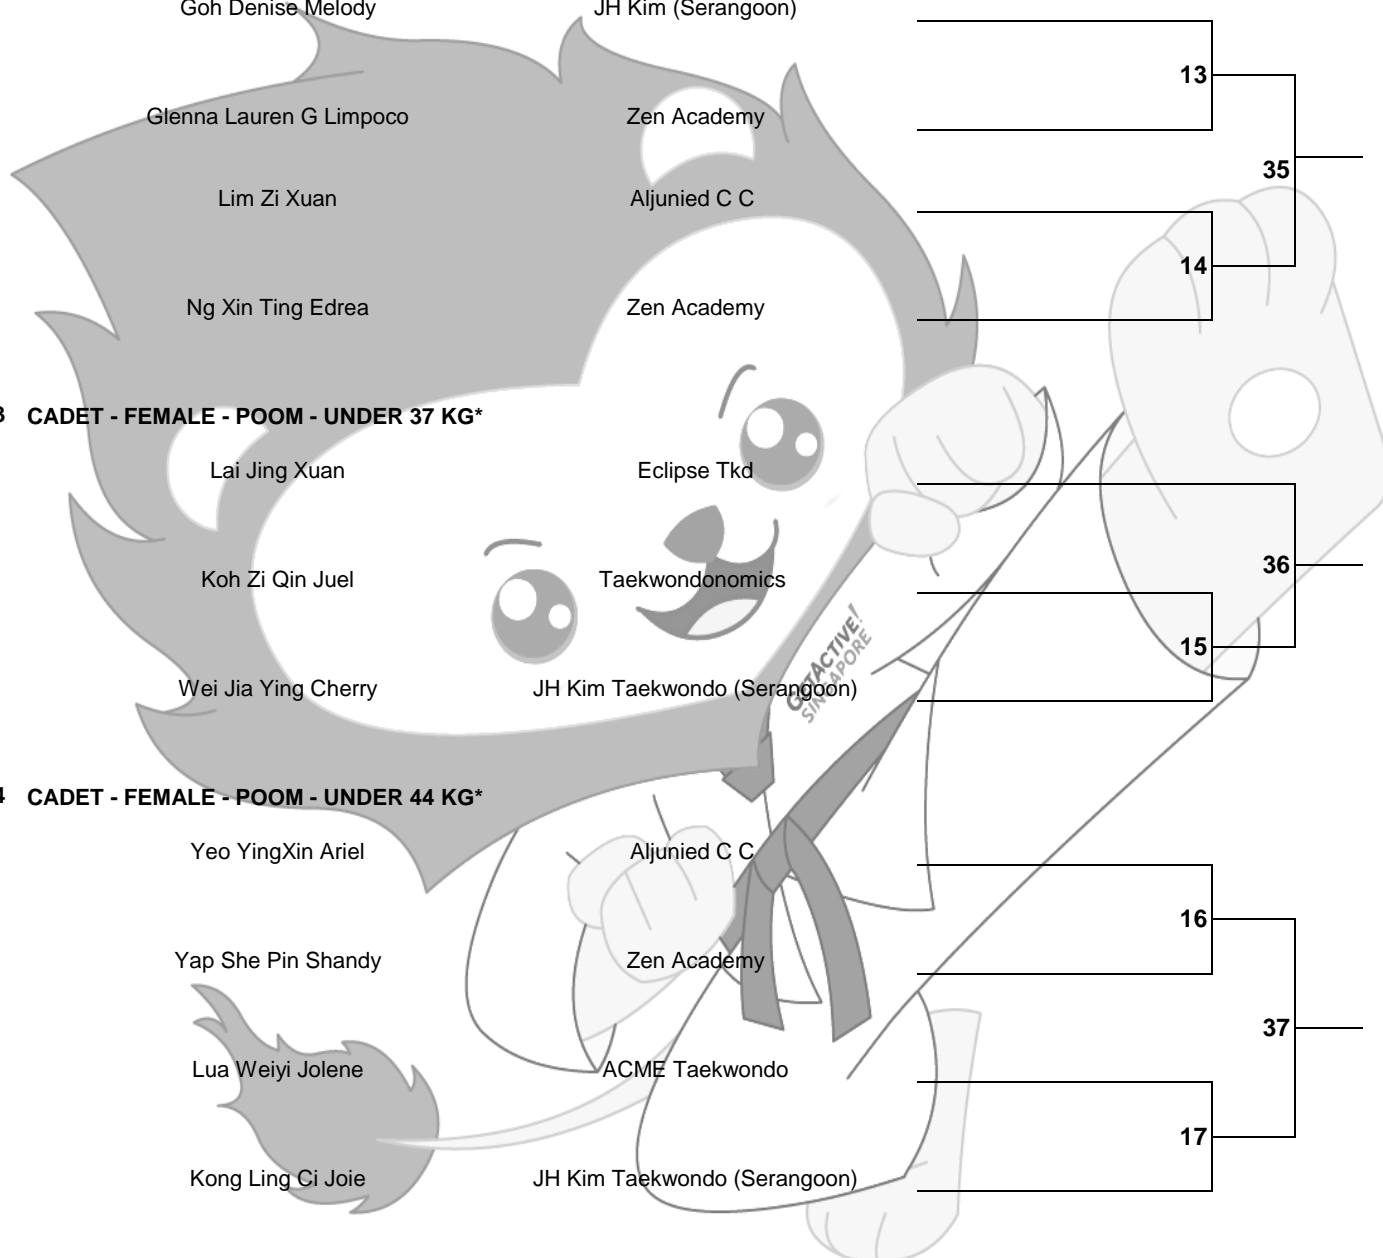 Goh Denise Melody JH Kim (Serangoon)
13
Glenna Lauren G Limpoco Zen Academy
35
Lim Zi Xuan Aljunied C C
14
Ng Xin Ting Edrea Zen Academy
3 CADET - FEMALE - POOM - UNDER 37 KG*
Lai Jing Xuan Eclipse Tkd
36
Koh Zi Qin Juel Taekwondonomics
15
GETACTIVE!
SINGAPORE
Wei Jia Ying Cherry JH Kim Taekwondo (Serangoon)
4 CADET - FEMALE - POOM - UNDER 44 KG*
Yeo YingXin Ariel Aljunied C C
16
Yap She Pin Shandy Zen Academy
37
Lua Weiyi Jolene ACME Taekwondo
17
Kong Ling Ci Joie JH Kim Taekwondo (Serangoon)